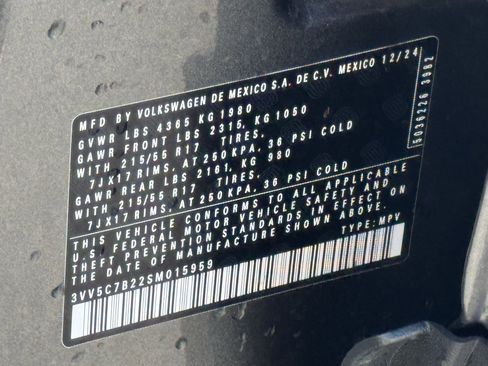 MFD BY VOLKSWAGEN DE MEXICO S.A. DE C.V. MEXICO 12/24
GVWR LBS 4365 KG 1980
GAWR FRONT LBS 2315, KG 1050
WITH 215/55 R17 TIRES,
7JX17 RIMS, AT 250 KPA, 36 PSI COLD
GAWR REAR LBS 2161, KG 980
WITH 215/55 R17 TIRES,
7JX17 RIMS, AT 250 KPA, 36 PSI COLD
THIS VEHICLE CONFORMS TO ALL APPLICABLE
U.S. FEDERAL MOTOR VEHICLE SAFETY AND
THEFT PREVENTION STANDARDS IN EFFECT ON
THE DATE OF MANUFACTURE SHOWN ABOVE.
TYPE: MPV
3VV5C7B22SM015959
5036226 3982